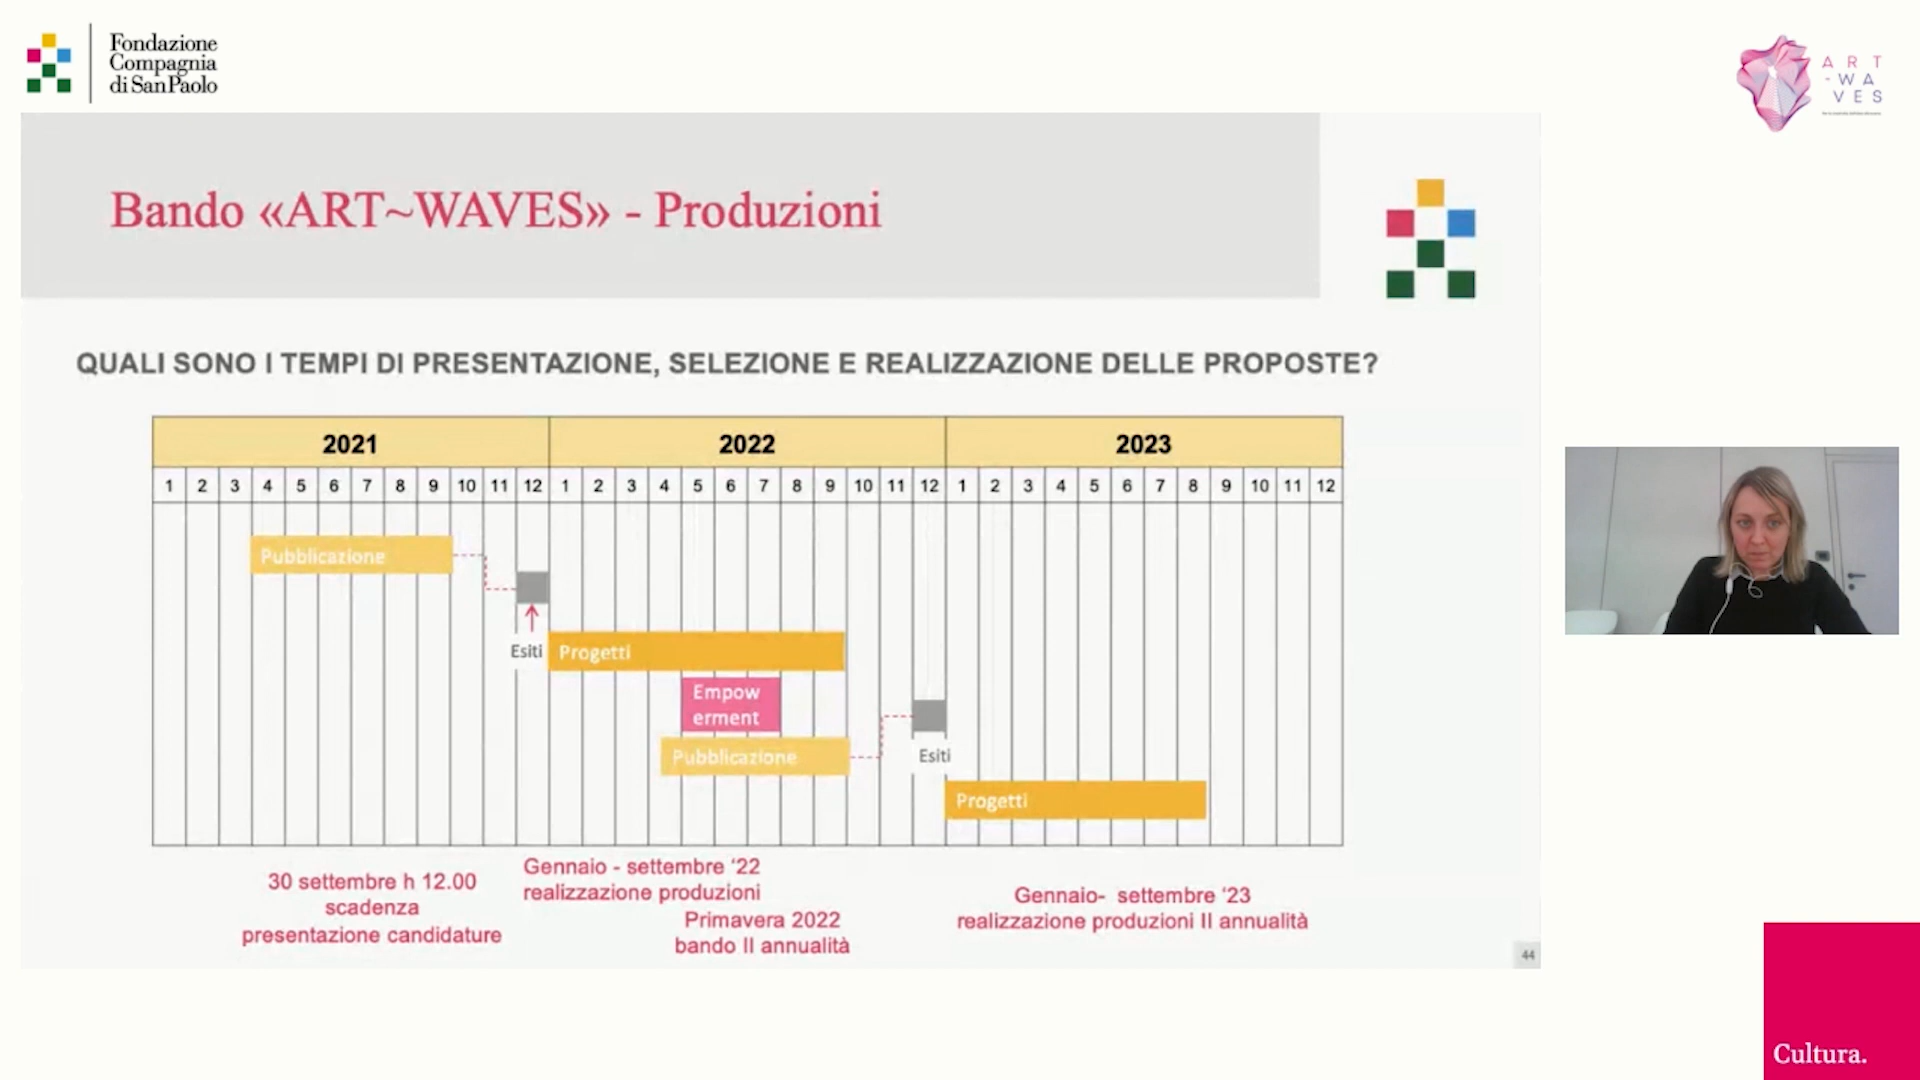 Fondazione
Compagnia
di San Paolo
ART
-WA
VES
Bando «ART~WAVES» - Produzioni
QUALI SONO I TEMPI DI PRESENTAZIONE, SELEZIONE E REALIZZAZIONE DELLE PROPOSTE?
2021 2022 2023
1 2 3 4 5 6 7 8 9 10 11 12 1 2 3 4 5 6 7 8 9 10 11 12 1 2 3 4 5 6 7 8 9 10 11 12
Pubblicazione
Esiti
Progetti
Empow
erment
Pubblicazione
Esiti
Progetti
30 settembre h 12.00
scadenza
presentazione candidature
Gennaio - settembre ‘22
realizzazione produzioni
Primavera 2022
bando II annualità
Gennaio- settembre ‘23
realizzazione produzioni II annualità
44
Cultura.